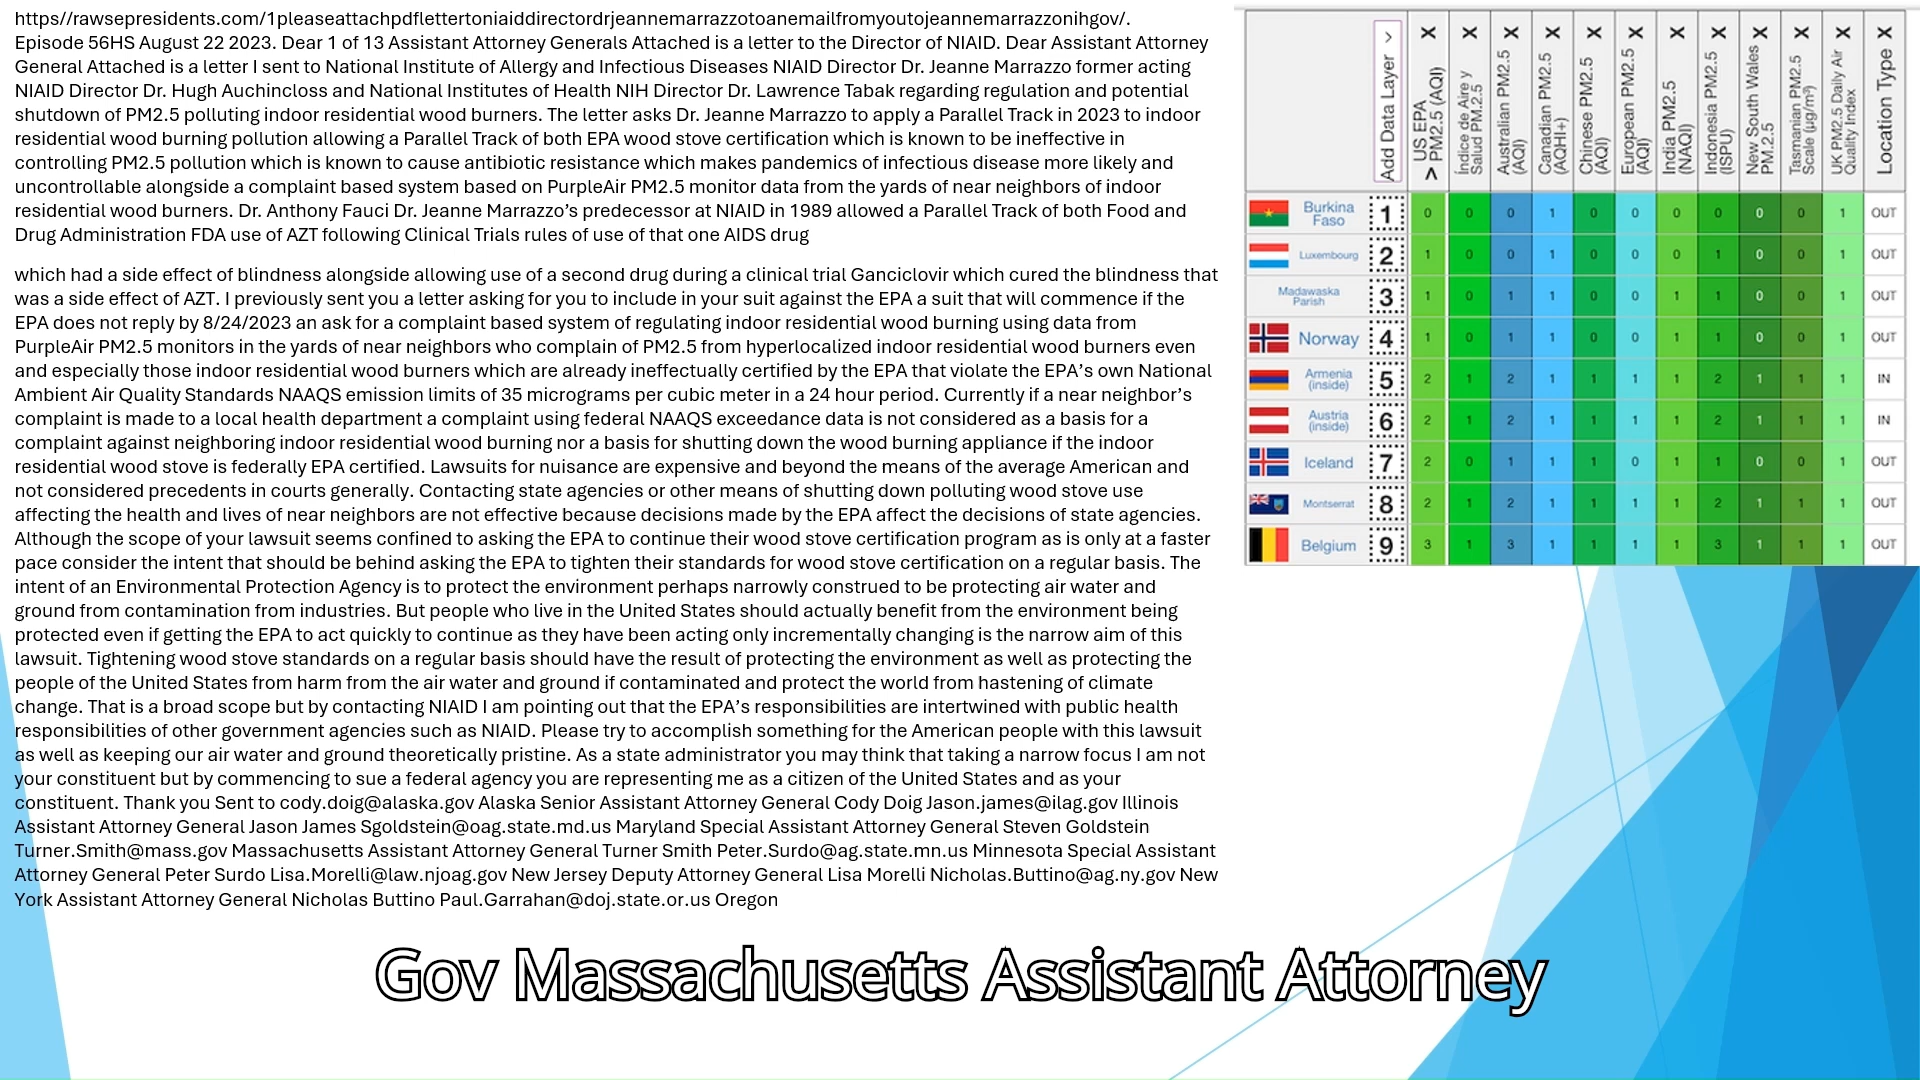 https//rawsepresidents.com/1pleaseattachpdflettertoniaiddirectordrjeannemarrazzotoanemailfromyoutojeannemarrazzonihgov/.
Episode 56HS August 22 2023. Dear 1 of 13 Assistant Attorney Generals Attached is a letter to the Director of NIAID. Dear Assistant Attorney
General Attached is a letter I sent to National Institute of Allergy and Infectious Diseases NIAID Director Dr. Jeanne Marrazzo former acting
NIAID Director Dr. Hugh Auchincloss and National Institutes of Health NIH Director Dr. Lawrence Tabak regarding regulation and potential
shutdown of PM2.5 polluting indoor residential wood burners. The letter asks Dr. Jeanne Marrazzo to apply a Parallel Track in 2023 to indoor
residential wood burning pollution allowing a Parallel Track of both EPA wood stove certification which is known to be ineffective in
controlling PM2.5 pollution which is known to cause antibiotic resistance which makes pandemics of infectious disease more likely and
uncontrollable alongside a complaint based system based on PurpleAir PM2.5 monitor data from the yards of near neighbors of indoor
residential wood burners. Dr. Anthony Fauci Dr. Jeanne Marrazzo's predecessor at NIAID in 1989 allowed a Parallel Track of both Food and
Drug Administration FDA use of AZT following Clinical Trials rules of use of that one AIDS drug
which had a side effect of blindness alongside allowing use of a second drug during a clinical trial Ganciclovir which cured the blindness that
was a side effect of AZT. I previously sent you a letter asking for you to include in your suit against the EPA a suit that will commence if the
EPA does not reply by 8/24/2023 an ask for a complaint based system of regulating indoor residential wood burning using data from
PurpleAir PM2.5 monitors in the yards of near neighbors who complain of PM2.5 from hyperlocalized indoor residential wood burners even
and especially those indoor residential wood burners which are already ineffectually certified by the EPA that violate the EPA's own National
Ambient Air Quality Standards NAAQS emission limits of 35 micrograms per cubic meter in a 24 hour period. Currently if a near neighbor's
complaint is made to a local health department a complaint using federal NAAQS exceedance data is not considered as a basis for a
complaint against neighboring indoor residential wood burning nor a basis for shutting down the wood burning appliance if the indoor
residential wood stove is federally EPA certified. Lawsuits for nuisance are expensive and beyond the means of the average American and
not considered precedents in courts generally. Contacting state agencies or other means of shutting down polluting wood stove use
affecting the health and lives of near neighbors are not effective because decisions made by the EPA affect the decisions of state agencies.
Although the scope of your lawsuit seems confined to asking the EPA to continue their wood stove certification program as is only at a faster
pace consider the intent that should be behind asking the EPA to tighten their standards for wood stove certification on a regular basis. The
intent of an Environmental Protection Agency is to protect the environment perhaps narrowly construed to be protecting air water and
ground from contamination from industries. But people who live in the United States should actually benefit from the environment being
protected even if getting the EPA to act quickly to continue as they have been acting only incrementally changing is the narrow aim of this
lawsuit. Tightening wood stove standards on a regular basis should have the result of protecting the environment as well as protecting the
people of the United States from harm from the air water and ground if contaminated and protect the world from hastening of climate
change. That is a broad scope but by contacting NIAID I am pointing out that the EPA's responsibilities are intertwined with public health
responsibilities of other government agencies such as NIAID. Please try to accomplish something for the American people with this lawsuit
as well as keeping our air water and ground theoretically pristine. As a state administrator you may think that taking a narrow focus I am not
your constituent but by commencing to sue a federal agency you are representing me as a citizen of the United States and as your
constituent. Thank you Sent to cody.doig@alaska.gov Alaska Senior Assistant Attorney General Cody Doig Jason.james@ilag.gov Illinois
Assistant Attorney General Jason James Sgoldstein@oag.state.md.us Maryland Special Assistant Attorney General Steven Goldstein
Turner.Smith@mass.gov Massachusetts Assistant Attorney General Turner Smith Peter.Surdo@ag.state.mn.us Minnesota Special Assistant
Attorney General Peter Surdo Lisa.Morelli@law.njoag.gov New Jersey Deputy Attorney General Lisa Morelli Nicholas.Buttino@ag.ny.gov New
York Assistant Attorney General Nicholas Buttino Paul.Garrahan@doj.state.or.us Oregon
Add Data Layer >
X > US EPA PM2.5 (AQI)
X Índice de Aire y Salud PM2.5
X Australian PM2.5 (AQI)
X Canadian PM2.5 (AQHI+)
X Chinese PM2.5 (AQI)
X European PM2.5 (AQI)
X India PM2.5 (NAQI)
X Indonesia PM2.5 (ISPU)
X New South Wales PM2.5
X Tasmanian PM2.5 Scale (µg/m³)
X UK PM2.5 Daily Air Quality Index
X Location Type
Burkina Faso 1 0 0 0 1 0 0 0 0 0 0 1 OUT
Luxembourg 2 1 0 0 1 0 0 0 1 0 0 1 OUT
Madawaska Parish 3 1 0 1 1 0 0 1 1 0 0 1 OUT
Norway 4 1 0 1 1 0 0 1 1 0 0 1 OUT
Armenia (inside) 5 2 1 2 1 1 1 1 2 1 1 1 IN
Austria (inside) 6 2 1 2 1 1 1 1 2 1 1 1 IN
Iceland 7 2 0 1 1 1 0 1 1 0 0 1 OUT
Montserrat 8 2 1 2 1 1 1 1 2 1 1 1 OUT
Belgium 9 3 1 3 1 1 1 1 3 1 1 1 OUT
Gov Massachusetts Assistant Attorney